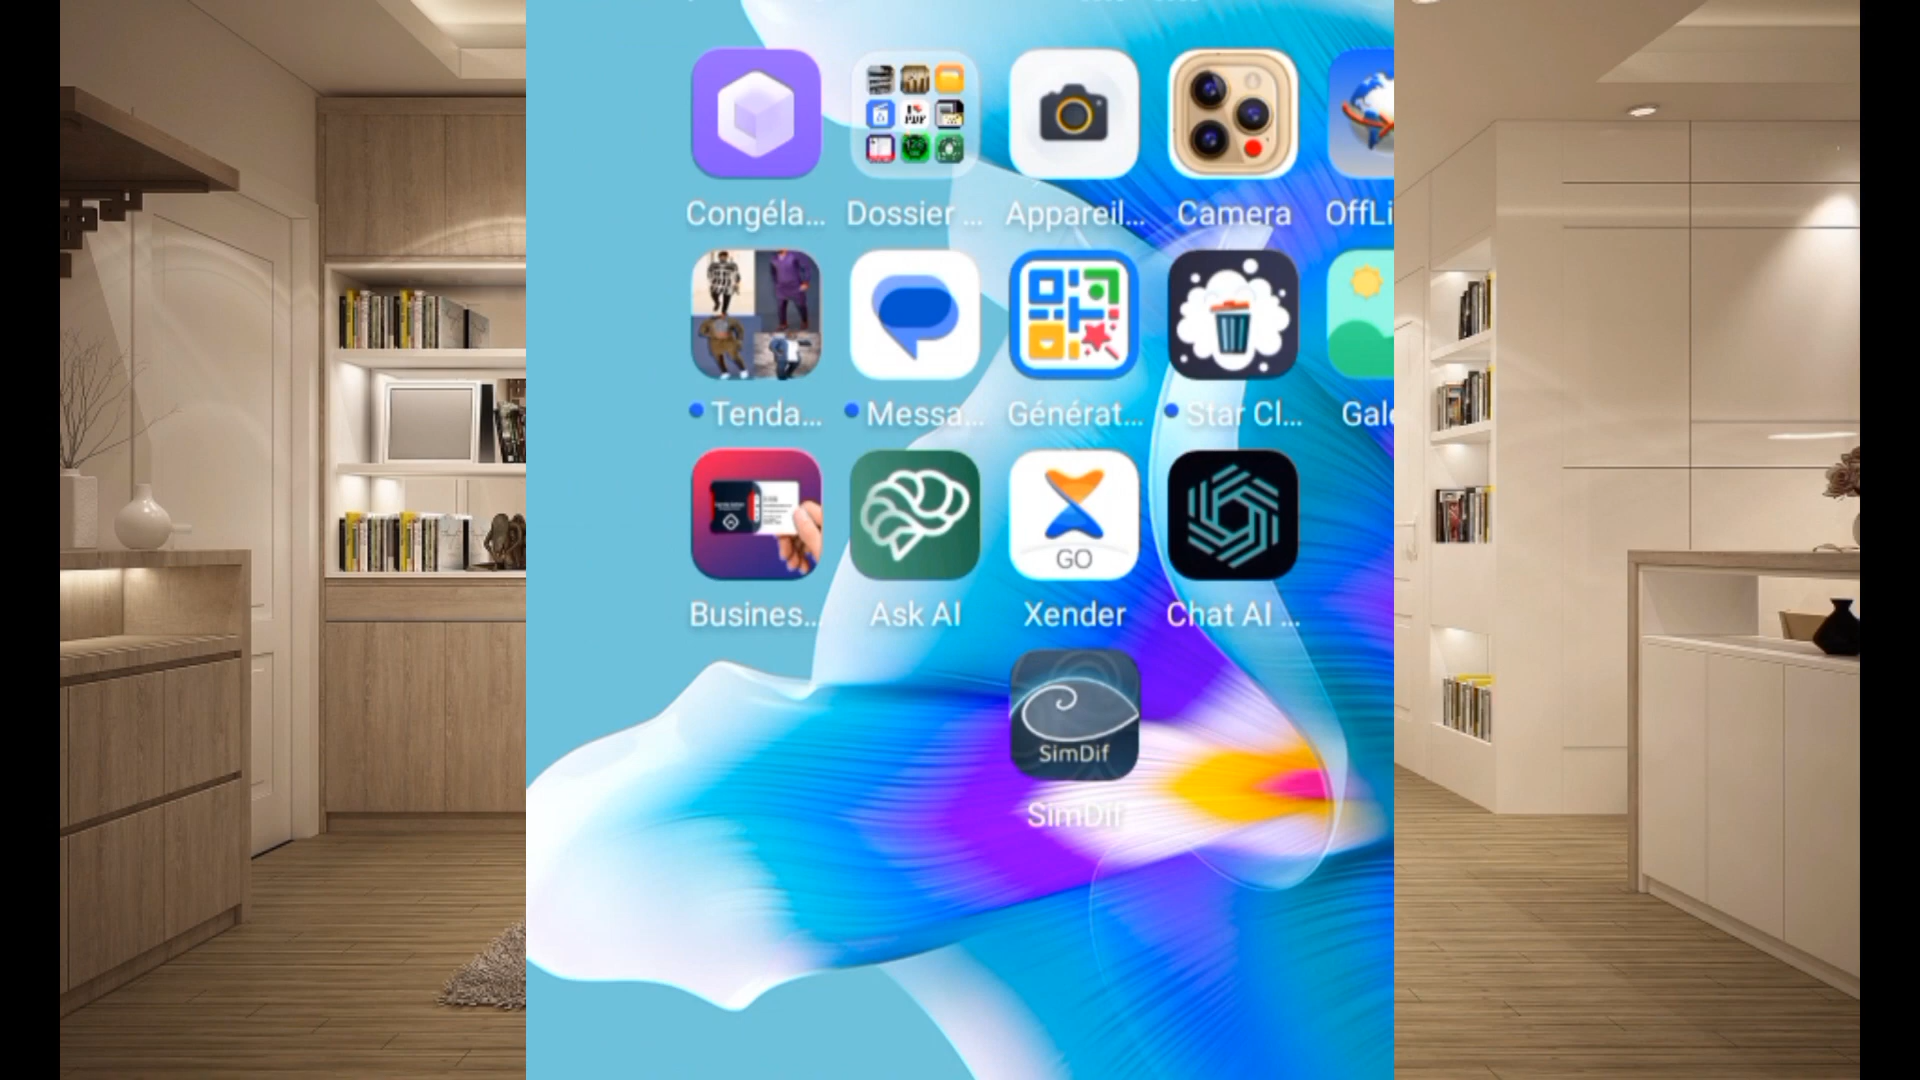 Congéla...
Dossier ...
Appareil...
Camera
OffLi
Tenda...
Messa...
Générat...
Star Cl...
Gale
GO
Busines...
Ask AI
Xender
Chat AI ...
SimDif
SimDif